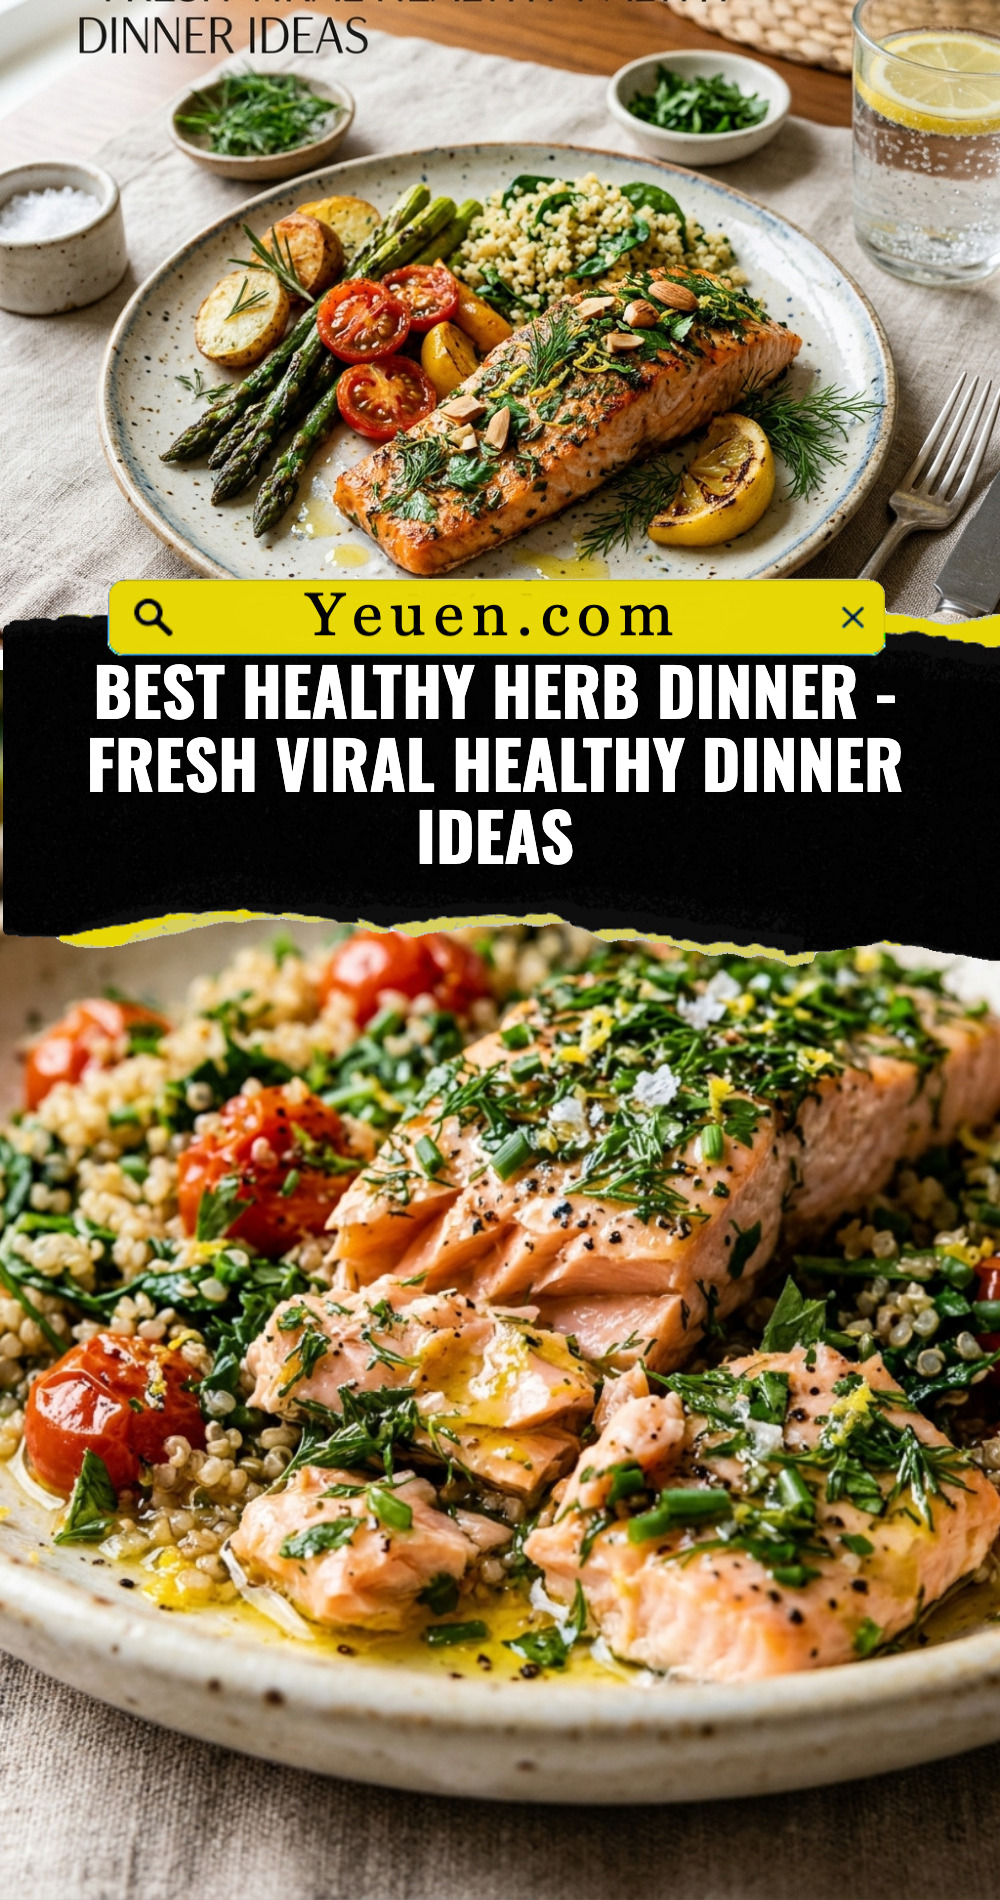 DINNER IDEAS
Yeuen.com
BEST HEALTHY HERB DINNER -
FRESH VIRAL HEALTHY DINNER
IDEAS